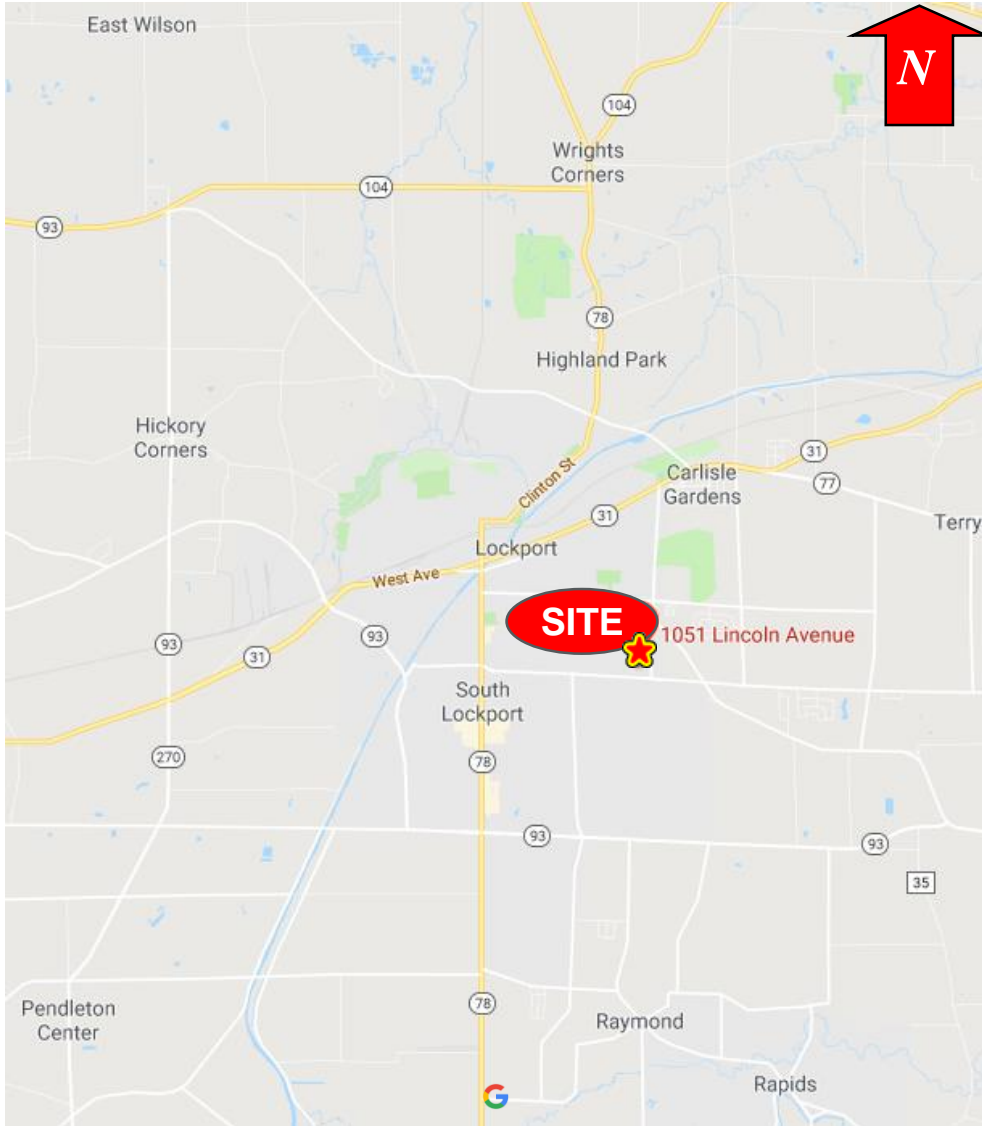 East Wilson
N
104
Wrights
Corners
104
93
78
Highland Park
Hickory
Corners
31
Carlisle
Gardens
77
Clinton St
31
Terry
Lockport
West Ave
SITE
1051 Lincoln Avenue
93
93
31
South
Lockport
270
78
93
93
35
78
Pendleton
Center
Raymond
Rapids
G